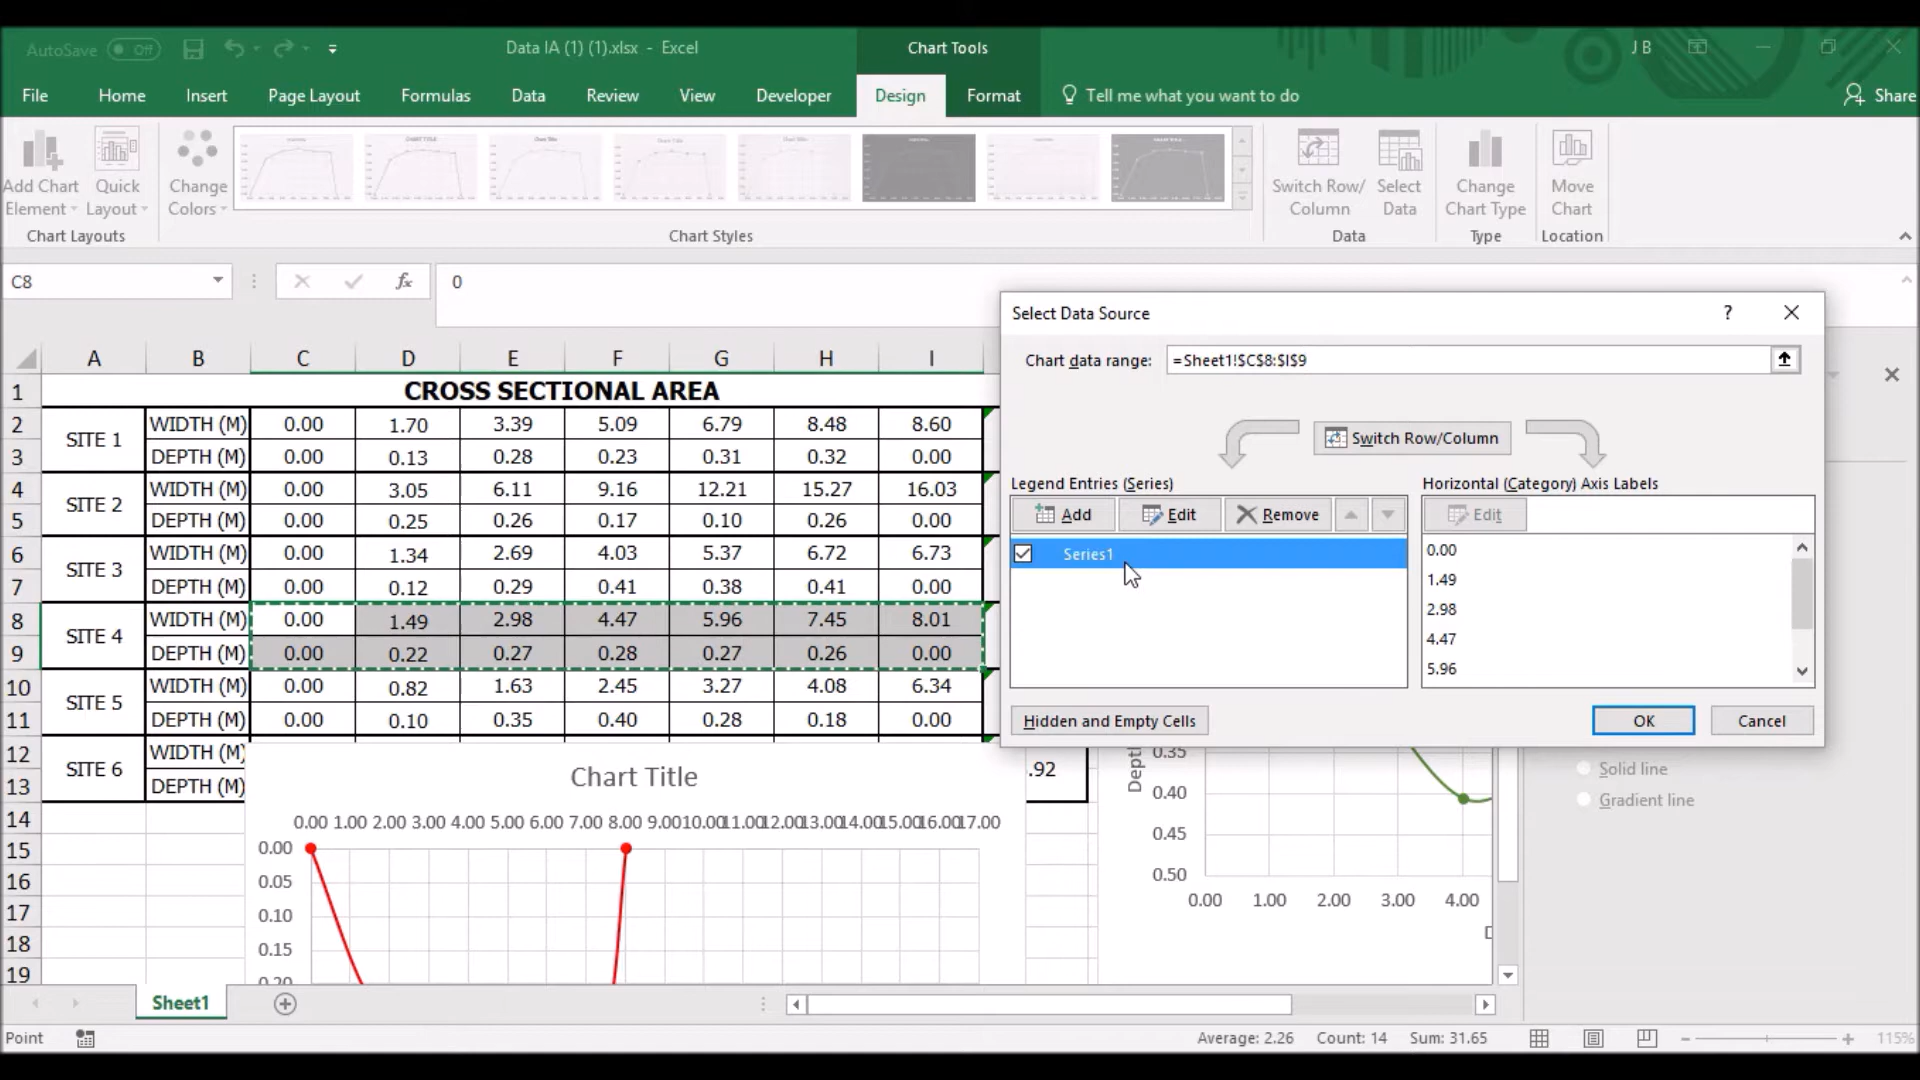 AutoSave Off Data IA (1) (1).xlsx - Excel Chart Tools J B
File Home Insert Page Layout Formulas Data Review View Developer Design Format Tell me what you want to do Share
Add Chart Element Quick Layout Change Colors Switch Row/ Column Select Data Change Chart Type Move Chart
Chart Layouts Chart Styles Data Type Location
C8 fx 0
Select Data Source ?
Chart data range: =Sheet1!$C$8:$I$9
Switch Row/Column
Legend Entries (Series) Horizontal (Category) Axis Labels
Add Edit Remove Edit
Series1
0.00
1.49
2.98
4.47
5.96
Hidden and Empty Cells OK Cancel
A B C D E F G H I
1 CROSS SECTIONAL AREA
2 SITE 1 WIDTH (M) 0.00 1.70 3.39 5.09 6.79 8.48 8.60
3 DEPTH (M) 0.00 0.13 0.28 0.23 0.31 0.32 0.00
4 SITE 2 WIDTH (M) 0.00 3.05 6.11 9.16 12.21 15.27 16.03
5 DEPTH (M) 0.00 0.25 0.26 0.17 0.10 0.26 0.00
6 SITE 3 WIDTH (M) 0.00 1.34 2.69 4.03 5.37 6.72 6.73
7 DEPTH (M) 0.00 0.12 0.29 0.41 0.38 0.41 0.00
8 SITE 4 WIDTH (M) 0.00 1.49 2.98 4.47 5.96 7.45 8.01
9 DEPTH (M) 0.00 0.22 0.27 0.28 0.27 0.26 0.00
10 SITE 5 WIDTH (M) 0.00 0.82 1.63 2.45 3.27 4.08 6.34
11 DEPTH (M) 0.00 0.10 0.35 0.40 0.28 0.18 0.00
12 SITE 6 WIDTH (M)
13 DEPTH (M) .92
14
15
16
17
18
19
Chart Title
0.00 1.00 2.00 3.00 4.00 5.00 6.00 7.00 8.00 9.00 10.00 11.00 12.00 13.00 14.00 15.00 16.00 17.00
0.00
0.05
0.10
0.15
0.20
0.35
0.40
0.45
0.50
0.00 1.00 2.00 3.00 4.00
Solid line
Gradient line
Sheet1
Point Average: 2.26 Count: 14 Sum: 31.65 115%